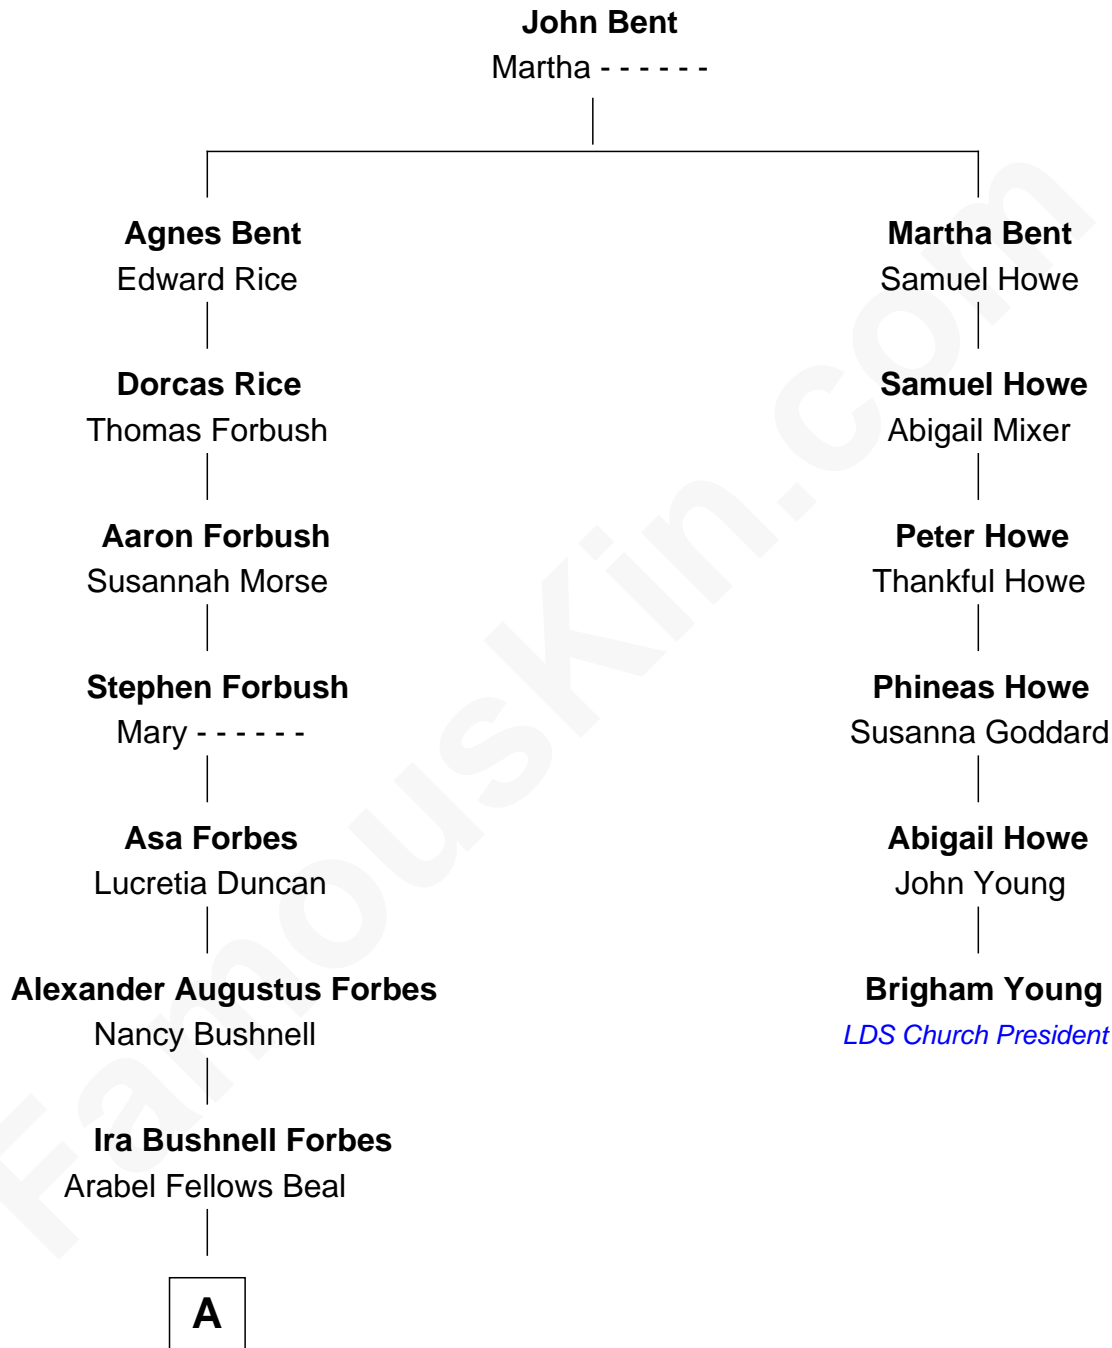 John Bent
Martha - - - - - -
Agnes Bent
Edward Rice
Martha Bent
Samuel Howe
Dorcas Rice
Thomas Forbush
Samuel Howe
Abigail Mixer
Aaron Forbush
Susannah Morse
Peter Howe
Thankful Howe
Stephen Forbush
Mary - - - - - -
Phineas Howe
Susanna Goddard
Asa Forbes
Lucretia Duncan
Abigail Howe
John Young
Alexander Augustus Forbes
Nancy Bushnell
Brigham Young
LDS Church President
Ira Bushnell Forbes
Arabel Fellows Beal
A
FamousKin.com